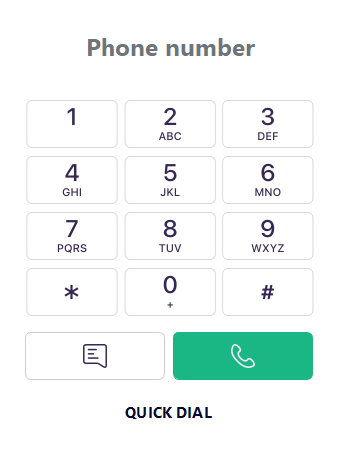 Phone number
1 2 3
ABC DEF
4 5 6
GHI JKL MNO
7 8 9
PQRS TUV WXYZ
* 0 #
+
QUICK DIAL